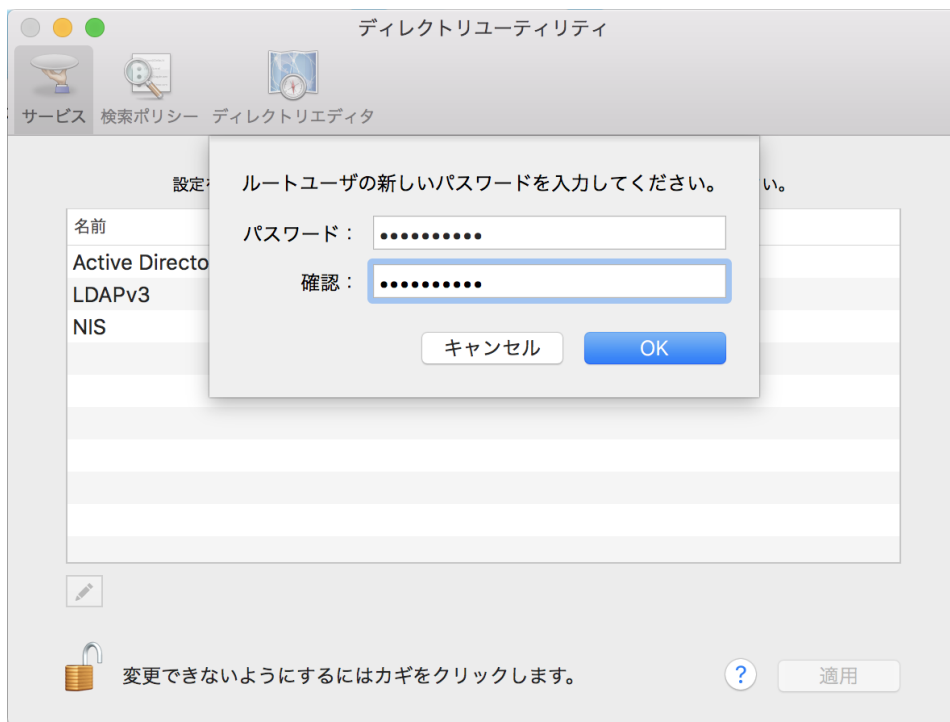 ディレクトリユーティリティ
サービス 検索ポリシー ディレクトリエディタ
ルートユーザの新しいパスワードを入力してください。
設定 い。
パスワード：
確認：
キャンセル OK
名前
Active Directo
LDAPv3
NIS
変更できないようにするにはカギをクリックします。
? 適用